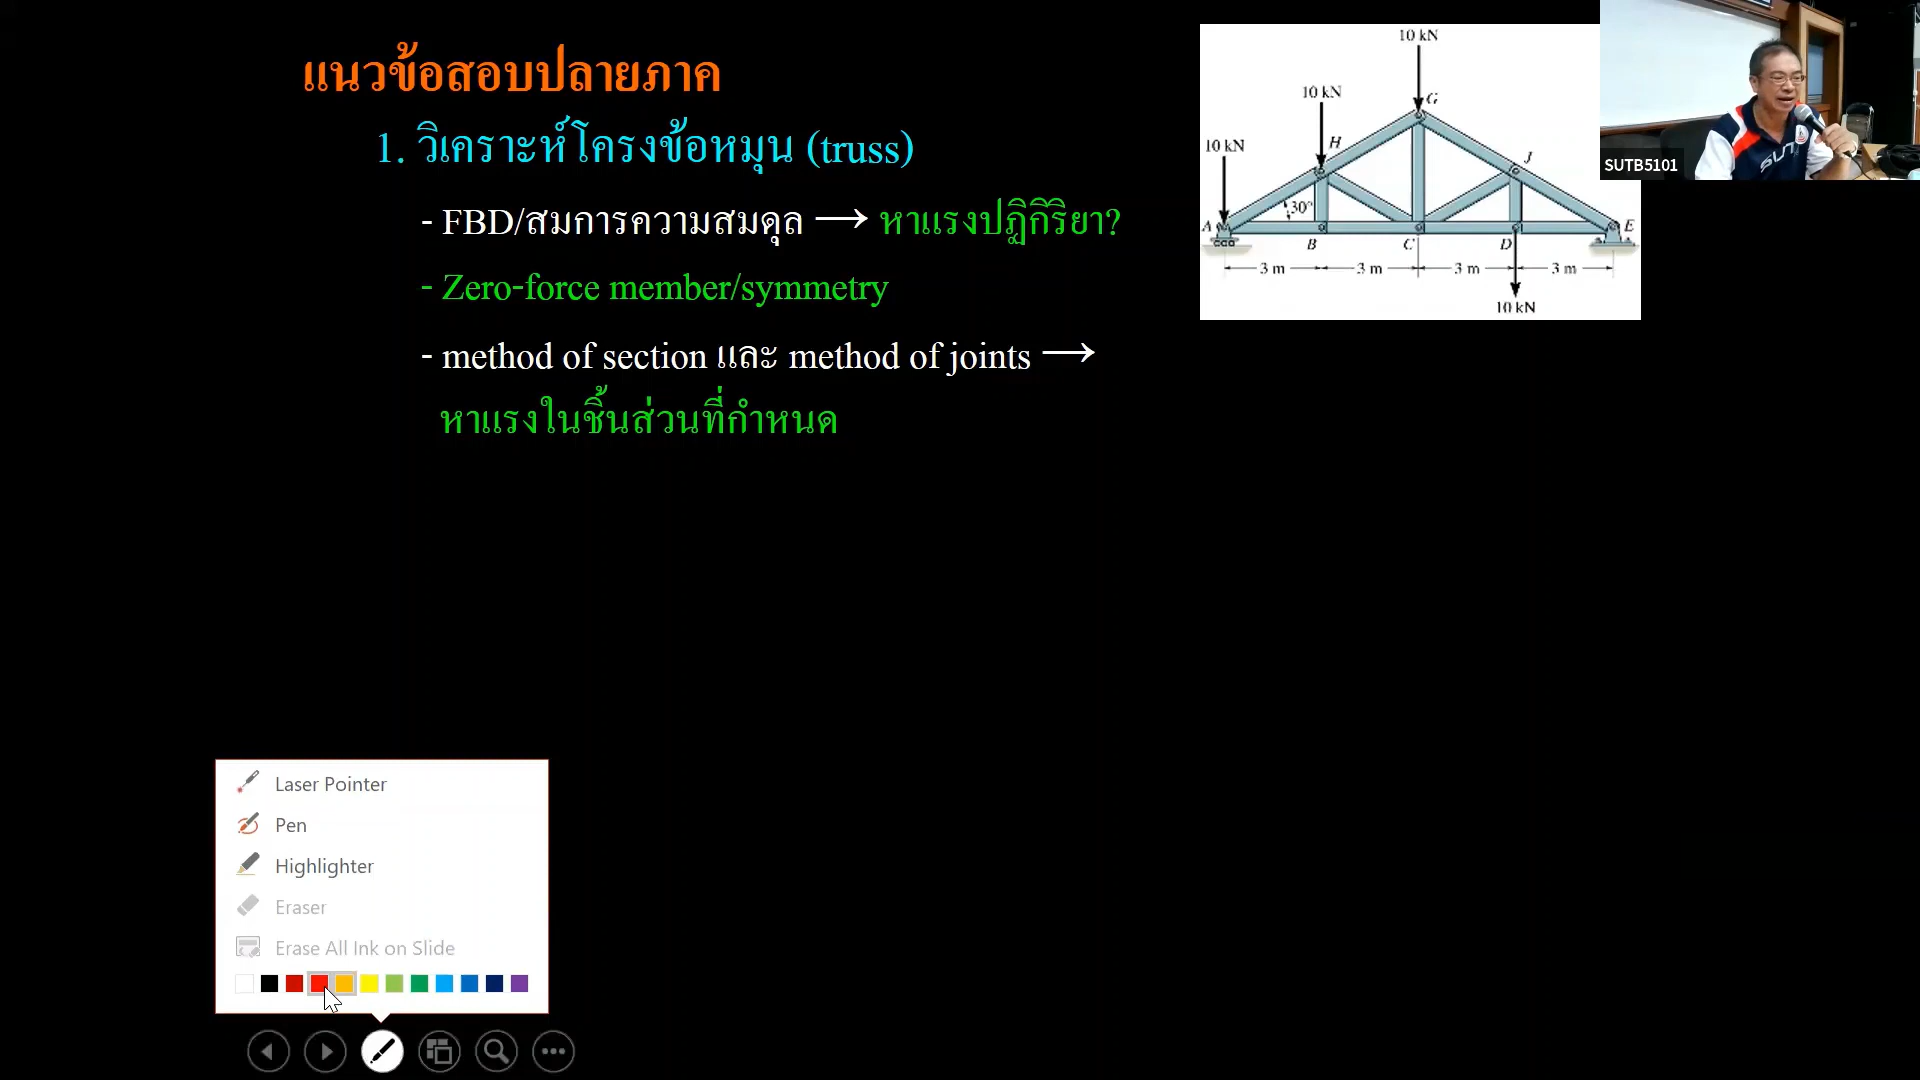 แนวข้อสอบปลายภาค
1. วิเคราะห์โครงข้อหมุน (truss)
- FBD/สมการความสมดุล → หาแรงปฏิกิริยา?
- Zero-force member/symmetry
- method of section และ method of joints →
หาแรงในชิ้นส่วนที่กำหนด
10 kN
G
10 kN
H
10 kN
J
30°
A
B
C
D
E
3 m
3 m
3 m
3 m
10 kN
SUTB5101
SUT
Laser Pointer
Pen
Highlighter
Eraser
Erase All Ink on Slide